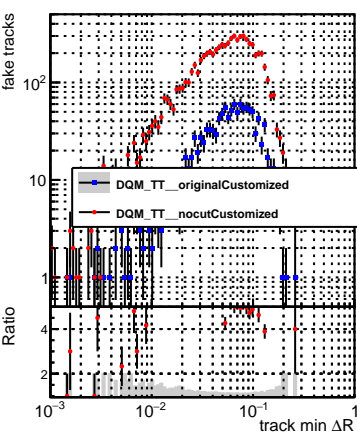 fake tracks
10²
10
1
DQM_TT__originalCustomized
DQM_TT__nocutCustomized
Ratio
4
2
10⁻³ 10⁻² 10⁻¹ 1
track min ΔR